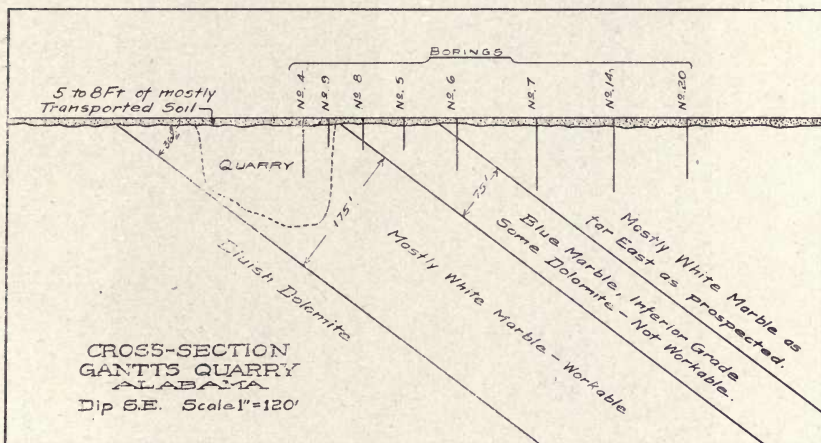 BORINGS
Nº. 4
Nº. 9
Nº. 8
Nº. 5
Nº. 6
Nº. 7
Nº. 14
Nº. 20
5 to 8Ft of mostly
Transported Soil
QUARRY
175'
75'
Bluish Dolomite
Mostly White Marble - Workable
Blue Marble, Inferior Grade
Some Dolomite - Not Workable.
Mostly White Marble as
far East as prospected.
CROSS-SECTION
GANTTS QUARRY
ALABAMA
Dip S.E. Scale 1"=120'